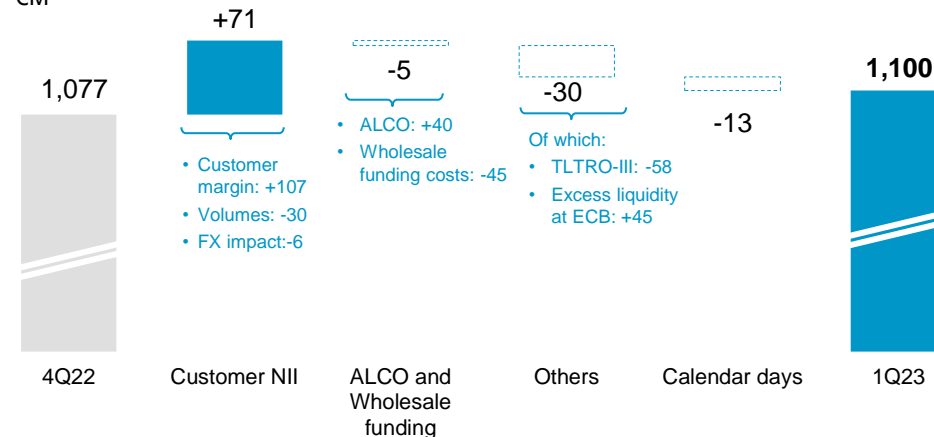 €M
+71
-5
-30
-13
1,077
1,100
• Customer
margin: +107
• Volumes: -30
• FX impact:-6
• ALCO: +40
• Wholesale
funding costs: -45
Of which:
• TLTRO-III: -58
• Excess liquidity
at ECB: +45
4Q22
Customer NII
ALCO and
Wholesale
funding
Others
Calendar days
1Q23